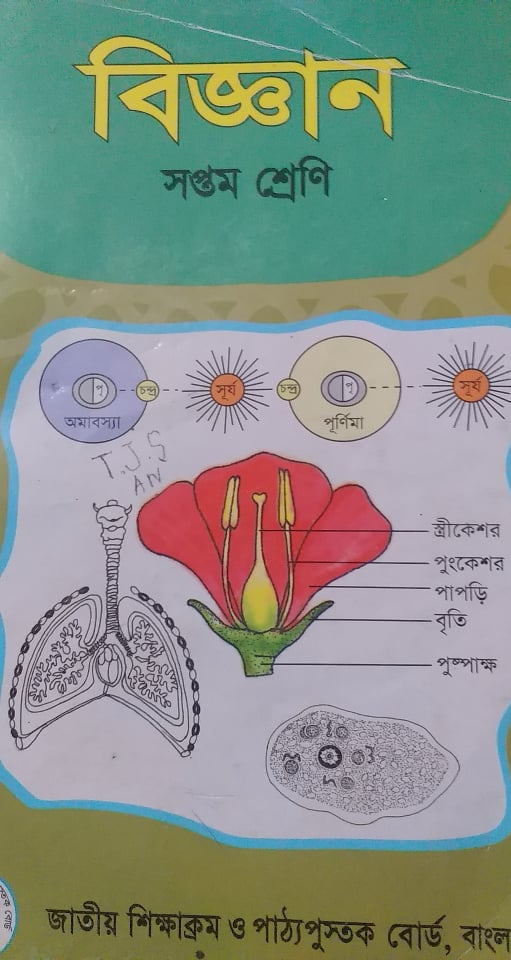 বিজ্ঞান
সপ্তম শ্রেণি
পৃ চন্দ্র সূর্য চন্দ্র পৃ সূর্য
অমাবস্যা পূর্ণিমা
T.J.S
AN
স্ত্রীকেশর
পুংকেশর
পাপড়ি
বৃতি
পুষ্পাক্ষ
জাতীয় শিক্ষাক্রম ও পাঠ্যপুস্তক বোর্ড, বাংল